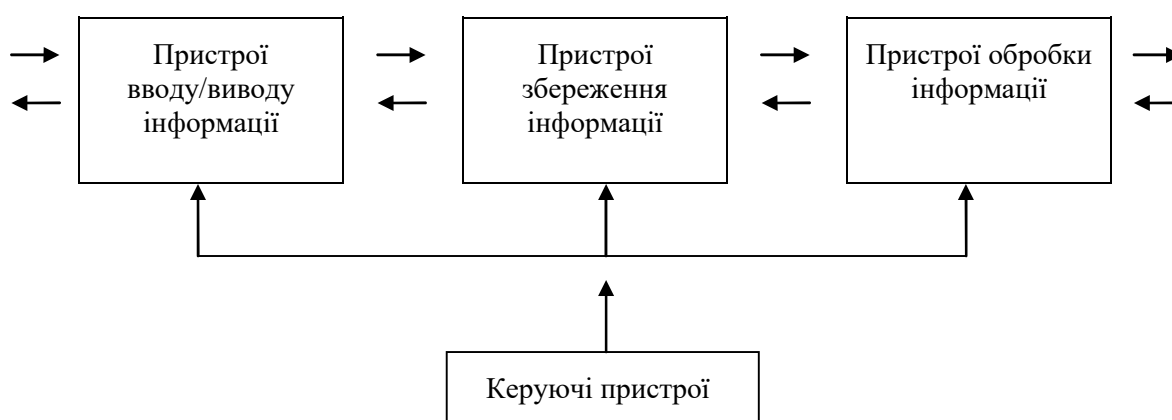 Пристрої
вводу/виводу
інформації
Пристрої
збереження
інформації
Пристрої обробки
інформації
Керуючі пристрої